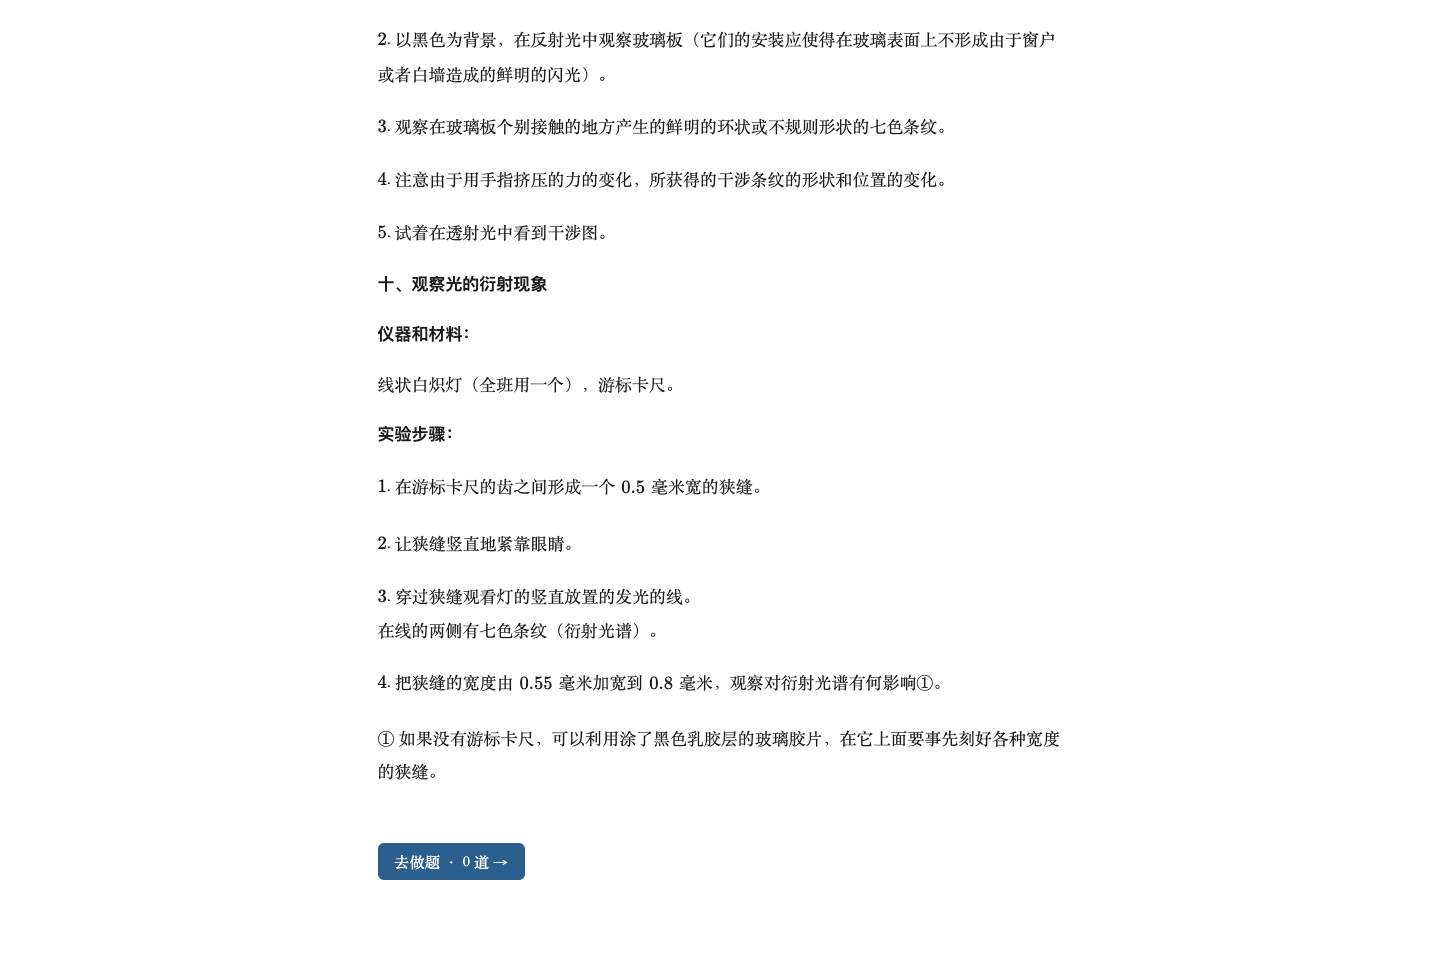 2. 以黑色为背景，在反射光中观察玻璃板（它们的安装应使得在玻璃表面上不形成由于窗户
或者白墙造成的鲜明的闪光）。
3. 观察在玻璃板个别接触的地方产生的鲜明的环状或不规则形状的七色条纹。
4. 注意由于用手指挤压的力的变化，所获得的干涉条纹的形状和位置的变化。
5. 试着在透射光中看到干涉图。
十、观察光的衍射现象
仪器和材料：
线状白炽灯（全班用一个），游标卡尺。
实验步骤：
1. 在游标卡尺的齿之间形成一个 0.5 毫米宽的狭缝。
2. 让狭缝竖直地紧靠眼睛。
3. 穿过狭缝观看灯的竖直放置的发光的线。
在线的两侧有七色条纹（衍射光谱）。
4. 把狭缝的宽度由 0.55 毫米加宽到 0.8 毫米，观察对衍射光谱有何影响①。
① 如果没有游标卡尺，可以利用涂了黑色乳胶层的玻璃胶片，在它上面要事先刻好各种宽度
的狭缝。
去做题 · 0 道 →